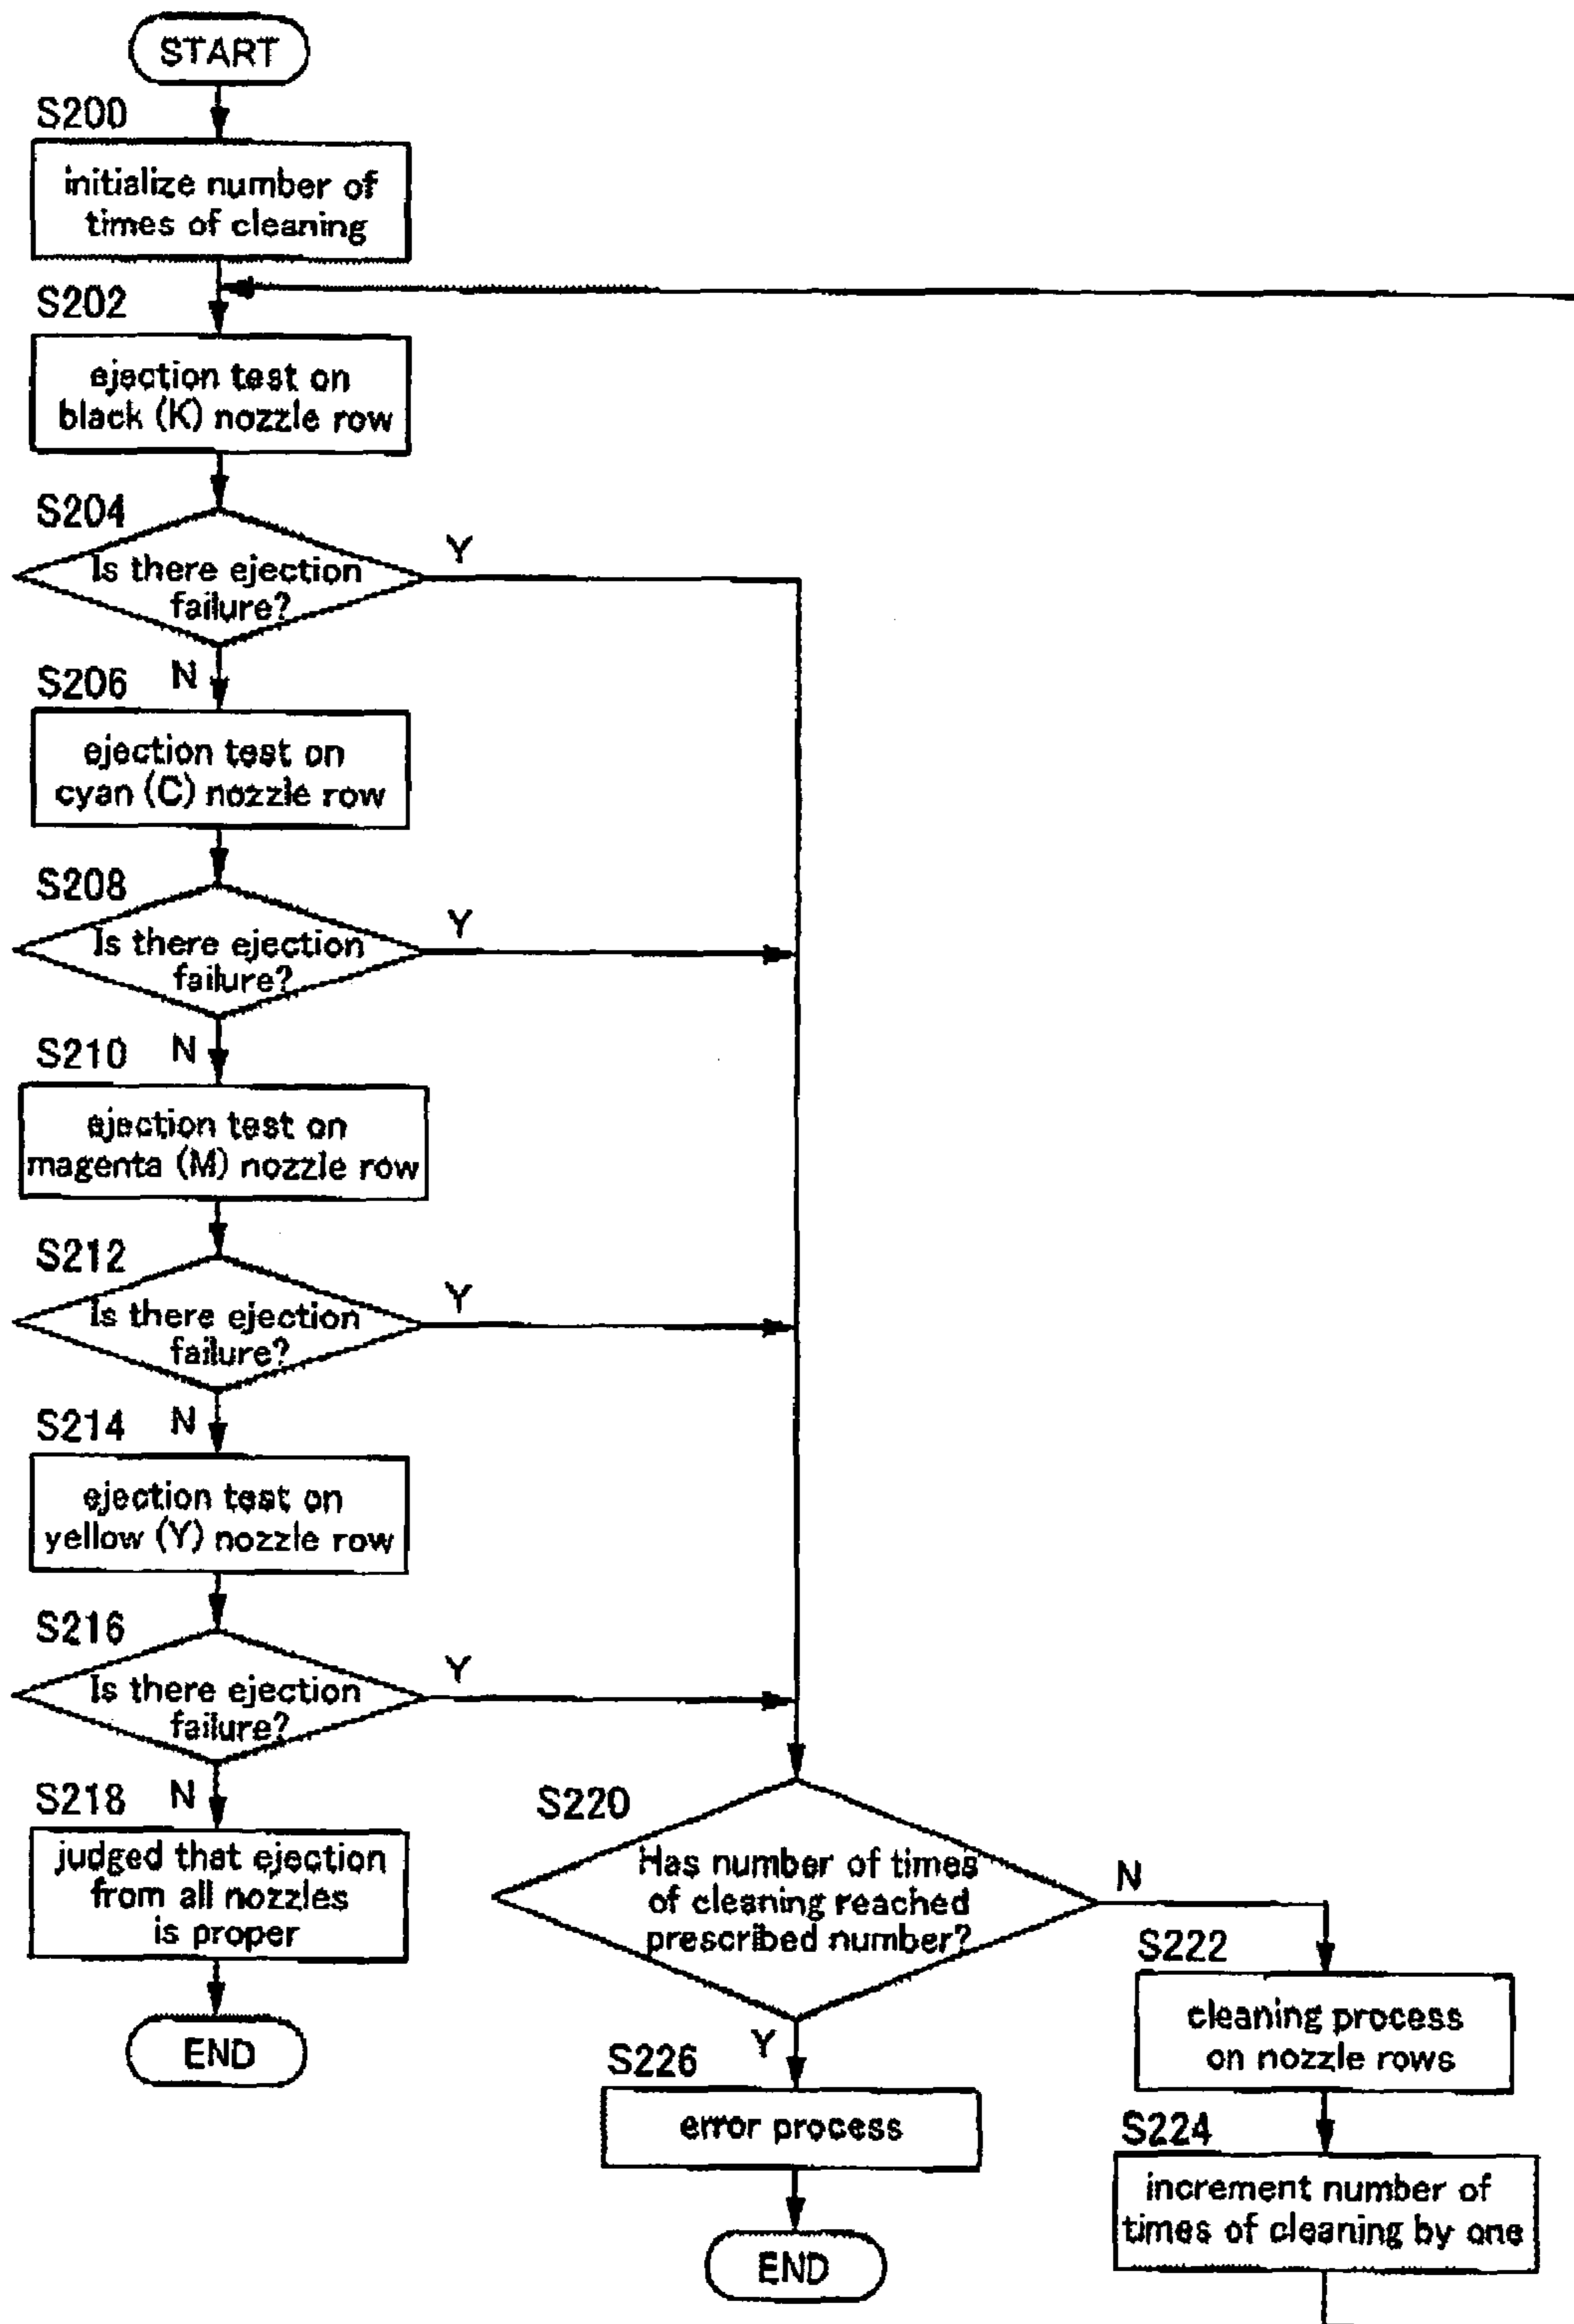 START
S200
initialize number of
times of cleaning
S202
ejection test on
black (K) nozzle row
S204
Is there ejection
failure?
Y
N
S206
ejection test on
cyan (C) nozzle row
S208
Is there ejection
failure?
Y
N
S210
ejection test on
magenta (M) nozzle row
S212
Is there ejection
failure?
Y
N
S214
ejection test on
yellow (Y) nozzle row
S216
Is there ejection
failure?
Y
N
S218
judged that ejection
from all nozzles
is proper
END
S220
Has number of times
of cleaning reached
prescribed number?
N
Y
S222
cleaning process
on nozzle rows
S224
increment number of
times of cleaning by one
S226
error process
END